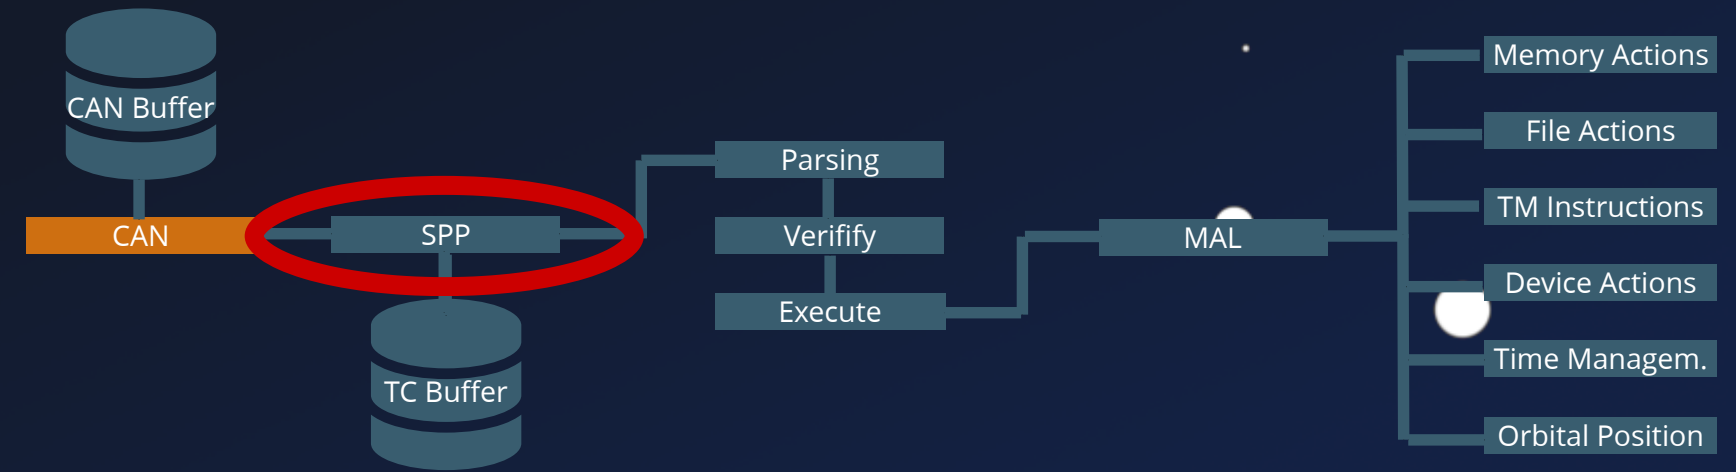 CAN Buffer
CAN
SPP
TC Buffer
Parsing
Verifify
Execute
MAL
Memory Actions
File Actions
TM Instructions
Device Actions
Time Managem.
Orbital Position